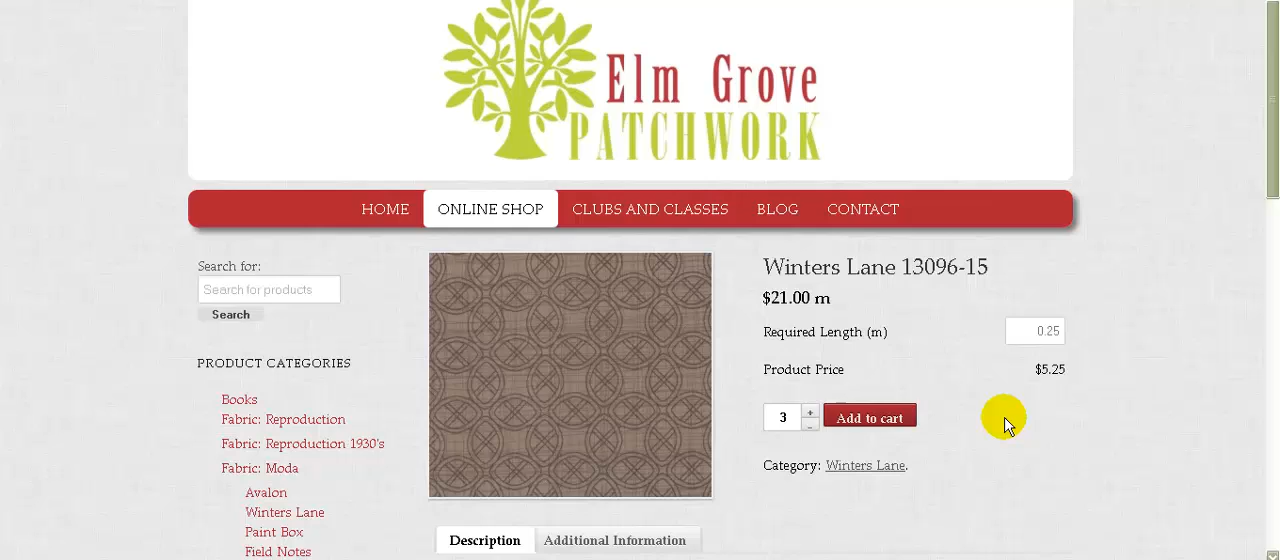 Elm Grove
PATCHWORK
HOME ONLINE SHOP CLUBS AND CLASSES BLOG CONTACT
Search for:
Search for products
Search
PRODUCT CATEGORIES
Books
Fabric: Reproduction
Fabric: Reproduction 1930's
Fabric: Moda
Avalon
Winters Lane
Paint Box
Field Notes
Winters Lane 13096-15
$21.00 m
Required Length (m) 0.25
Product Price $5.25
3 + - Add to cart
Category: Winters Lane.
Description Additional Information